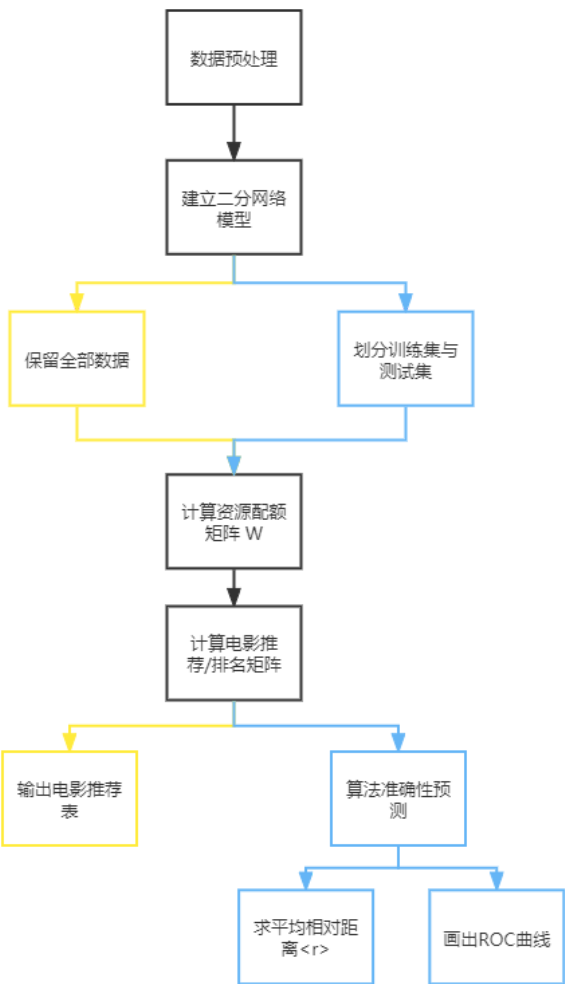 数据预处理
建立二分网络
模型
保留全部数据
划分训练集与
测试集
计算资源配额
矩阵 W
计算电影推
荐/排名矩阵
输出电影推荐
表
算法准确性预
测
求平均相对距
离<r>
画出ROC曲线